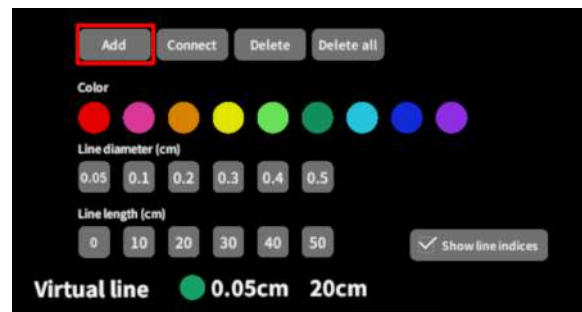 Add Connect Delete Delete all
Color
Line diameter (cm)
0.05 0.1 0.2 0.3 0.4 0.5
Line length (cm)
0 10 20 30 40 50
Show line indices
Virtual line 0.05cm 20cm